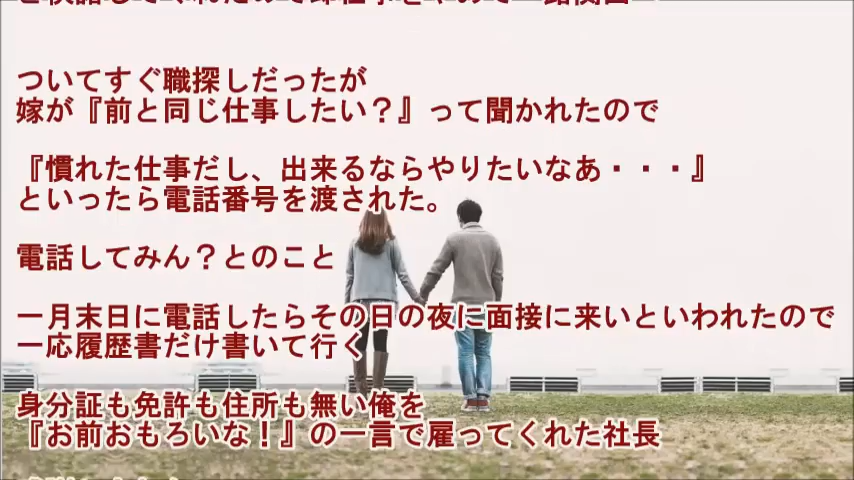 ついてすぐ職探しだったが
嫁が『前と同じ仕事したい？』って聞かれたので
『慣れた仕事だし、出来るならやりたいなあ・・・』
といったら電話番号を渡された。
電話してみん？とのこと
一月末日に電話したらその日の夜に面接に来いといわれたので
一応履歴書だけ書いて行く
身分証も免許も住所も無い俺を
『お前おもろいな！』の一言で雇ってくれた社長